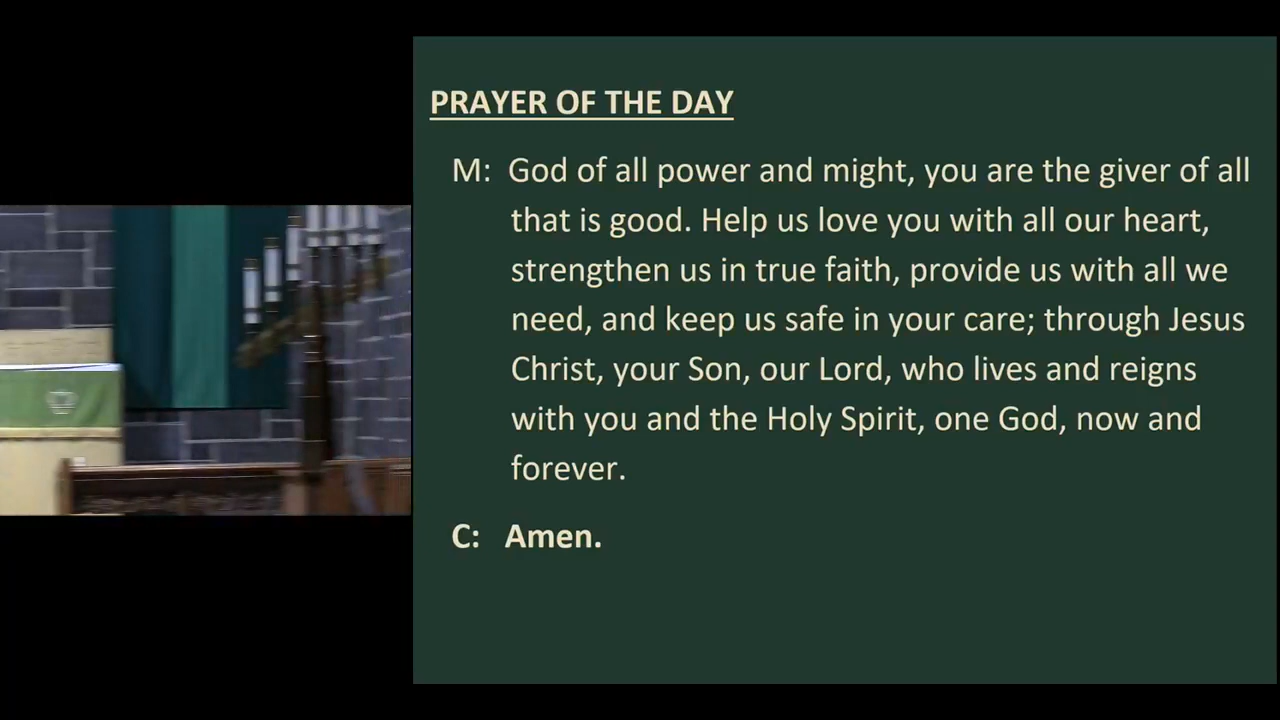 PRAYER OF THE DAY
M: God of all power and might, you are the giver of all
that is good. Help us love you with all our heart,
strengthen us in true faith, provide us with all we
need, and keep us safe in your care; through Jesus
Christ, your Son, our Lord, who lives and reigns
with you and the Holy Spirit, one God, now and
forever.
C: Amen.